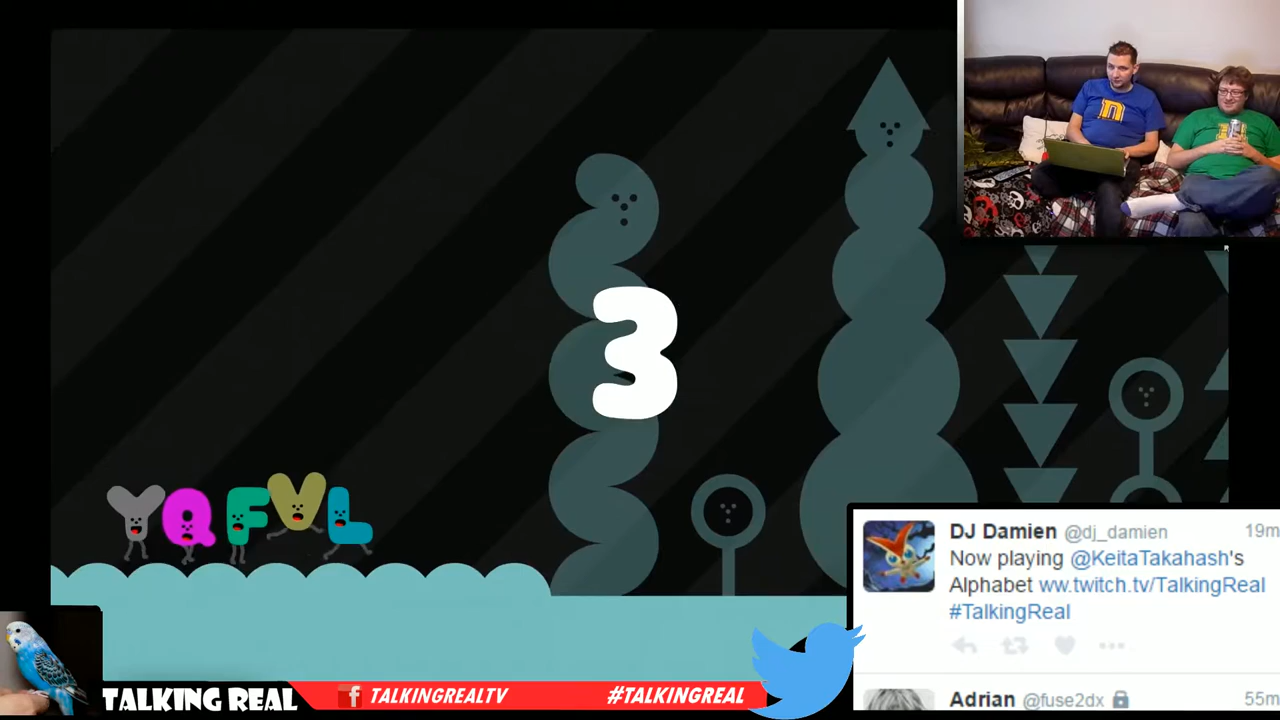 n
3
YQFVL
DJ Damien @dj_damien 19m
Now playing @KeitaTakahash's
Alphabet ww.twitch.tv/TalkingReal
#TalkingReal
Adrian @fuse2dx 55m
TALKING REAL
f TALKINGREALTV
#TALKINGREAL